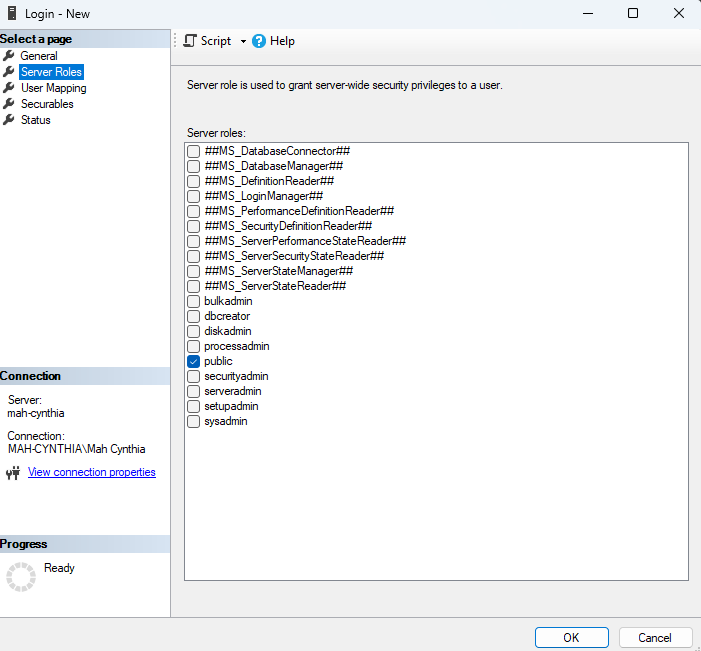 Login - New
Select a page
General
Server Roles
User Mapping
Securables
Status
Script
Help
Server role is used to grant server-wide security privileges to a user.
Server roles:
##MS_DatabaseConnector##
##MS_DatabaseManager##
##MS_DefinitionReader##
##MS_LoginManager##
##MS_PerformanceDefinitionReader##
##MS_SecurityDefinitionReader##
##MS_ServerPerformanceStateReader##
##MS_ServerSecurityStateReader##
##MS_ServerStateManager##
##MS_ServerStateReader##
bulkadmin
dbcreator
diskadmin
processadmin
public
securityadmin
serveradmin
setupadmin
sysadmin
Connection
Server:
mah-cynthia
Connection:
MAH-CYNTHIA\Mah Cynthia
View connection properties
Progress
Ready
OK
Cancel